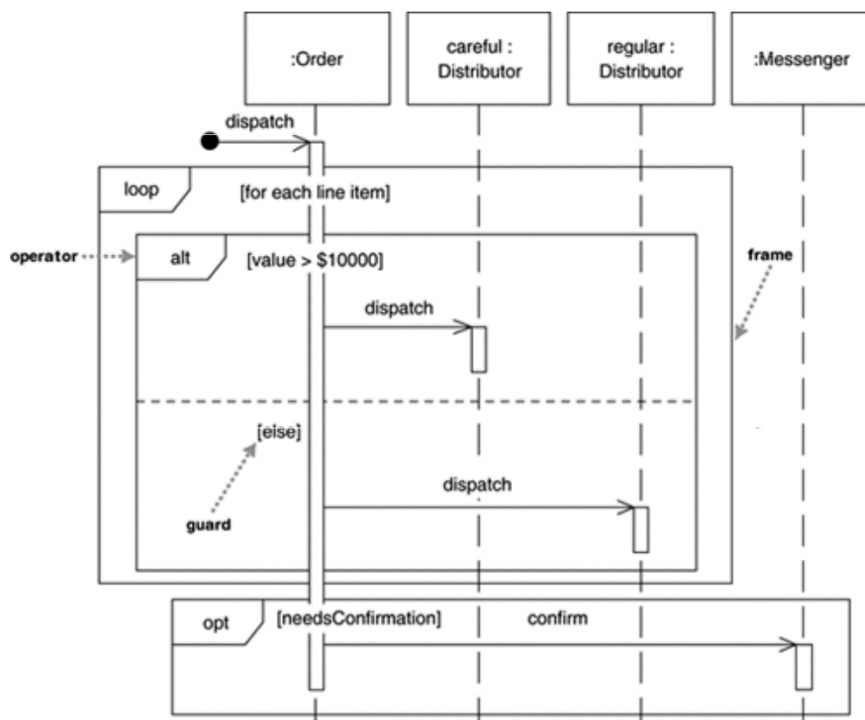 :Order
careful :
Distributor
regular :
Distributor
:Messenger
dispatch
loop
[for each line item]
operator
alt
[value > $10000]
frame
dispatch
[else]
dispatch
guard
opt
[needsConfirmation]
confirm